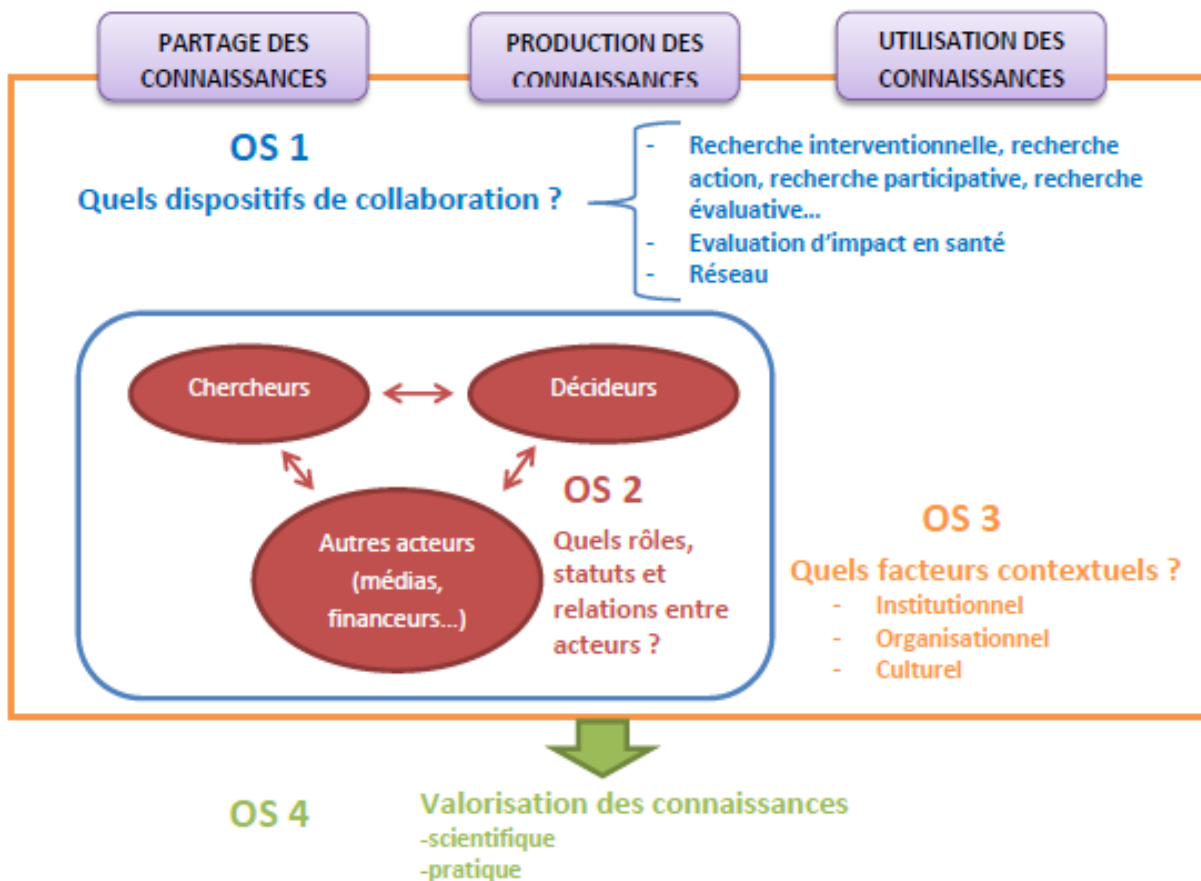 PARTAGE DES
CONNAISSANCES
PRODUCTION DES
CONNAISSANCES
UTILISATION DES
CONNAISSANCES
OS 1
Quels dispositifs de collaboration ?
- Recherche interventionnelle, recherche
action, recherche participative, recherche
évaluative...
- Evaluation d'impact en santé
- Réseau
Chercheurs
Décideurs
Autres acteurs
(médias,
financeurs...)
OS 2
Quels rôles,
statuts et
relations entre
acteurs ?
OS 3
Quels facteurs contextuels ?
- Institutionnel
- Organisationnel
- Culturel
OS 4
Valorisation des connaissances
-scientifique
-pratique